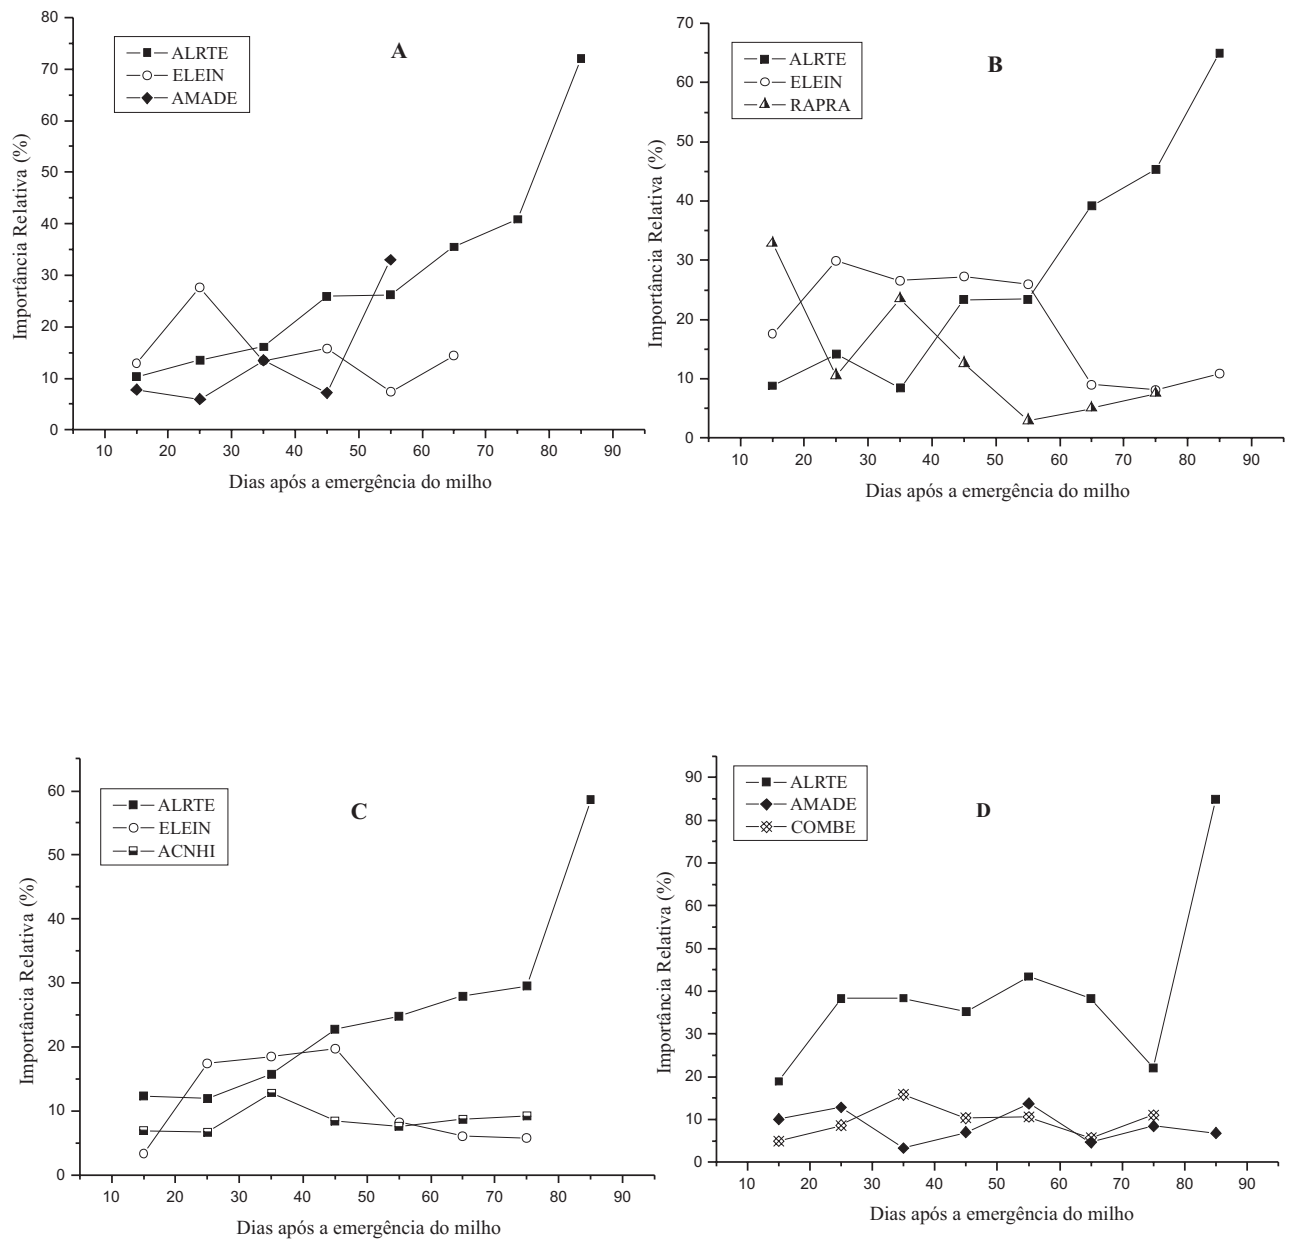 A
ALRTE
ELEIN
AMADE
80
70
60
50
40
30
20
10
0
Importância Relativa (%)
10 20 30 40 50 60 70 80 90
Dias após a emergência do milho
B
ALRTE
ELEIN
RAPRA
70
60
50
40
30
20
10
0
Importância Relativa (%)
10 20 30 40 50 60 70 80 90
Dias após a emergência do milho
C
ALRTE
ELEIN
ACNHI
60
50
40
30
20
10
0
Importância Relativa (%)
10 20 30 40 50 60 70 80 90
Dias após a emergência do milho
D
ALRTE
AMADE
COMBE
90
80
70
60
50
40
30
20
10
0
Importância Relativa (%)
10 20 30 40 50 60 70 80 90
Dias após a emergência do milho